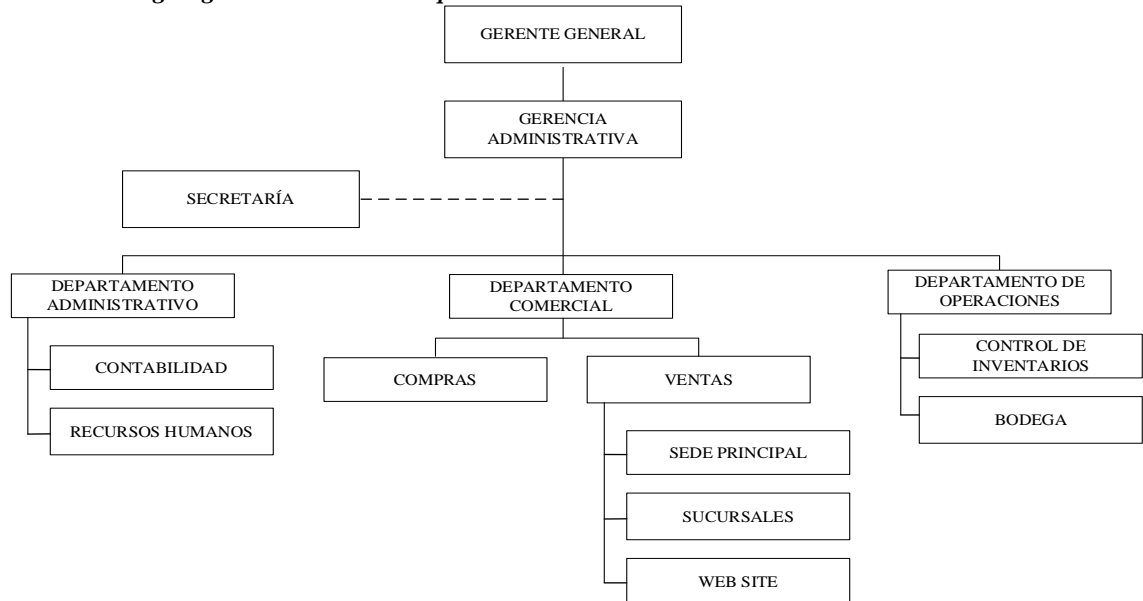 GERENTE GENERAL
GERENCIA
ADMINISTRATIVA
SECRETARÍA
DEPARTAMENTO
ADMINISTRATIVO
DEPARTAMENTO
COMERCIAL
DEPARTAMENTO DE
OPERACIONES
CONTABILIDAD
RECURSOS HUMANOS
COMPRAS
VENTAS
CONTROL DE
INVENTARIOS
BODEGA
SEDE PRINCIPAL
SUCURSALES
WEB SITE